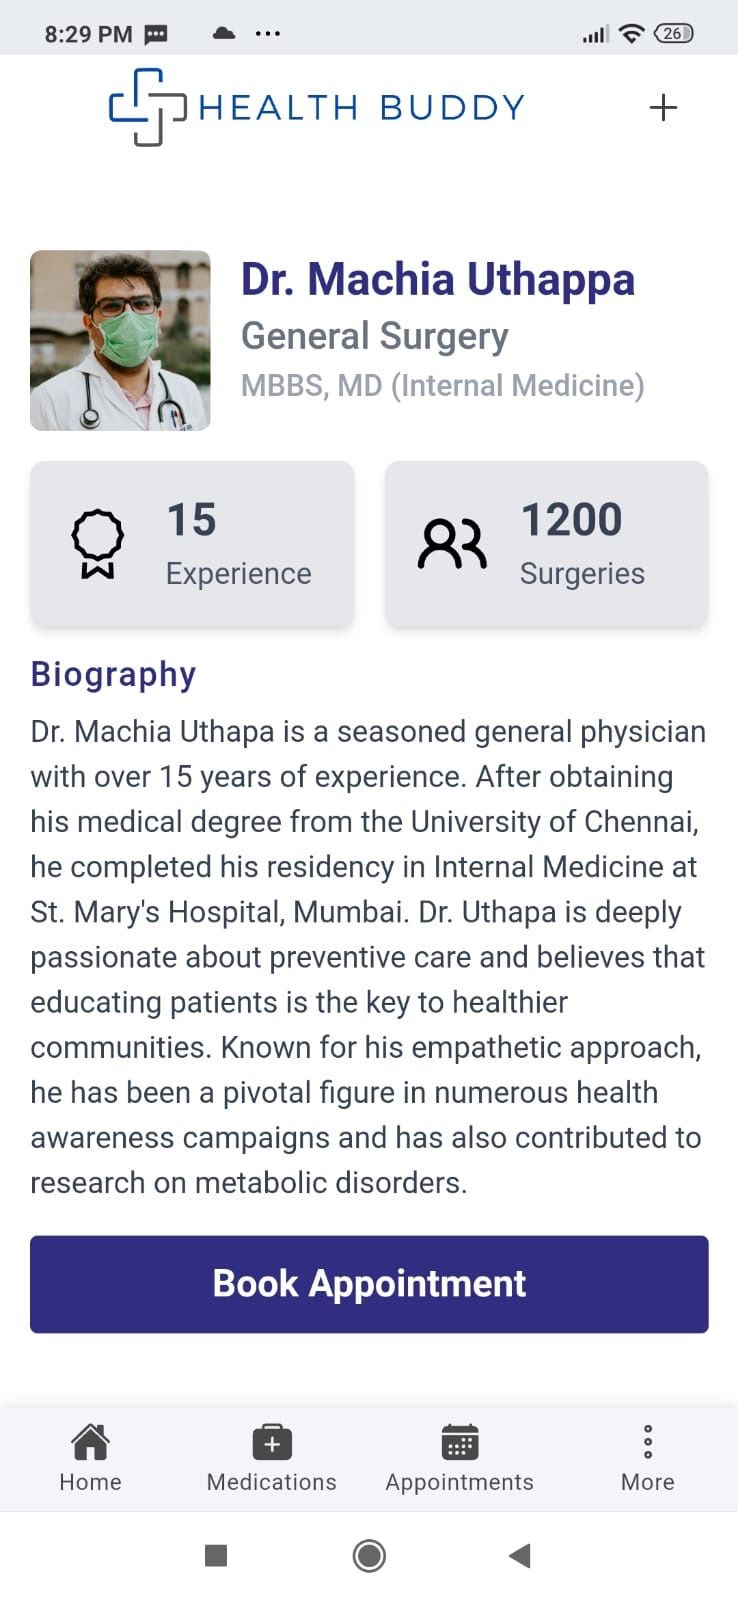 8:29 PM
26
HEALTH BUDDY
Dr. Machia Uthappa
General Surgery
MBBS, MD (Internal Medicine)
15
Experience
1200
Surgeries
Biography
Dr. Machia Uthapa is a seasoned general physician
with over 15 years of experience. After obtaining
his medical degree from the University of Chennai,
he completed his residency in Internal Medicine at
St. Mary's Hospital, Mumbai. Dr. Uthapa is deeply
passionate about preventive care and believes that
educating patients is the key to healthier
communities. Known for his empathetic approach,
he has been a pivotal figure in numerous health
awareness campaigns and has also contributed to
research on metabolic disorders.
Book Appointment
Home
Medications
Appointments
More